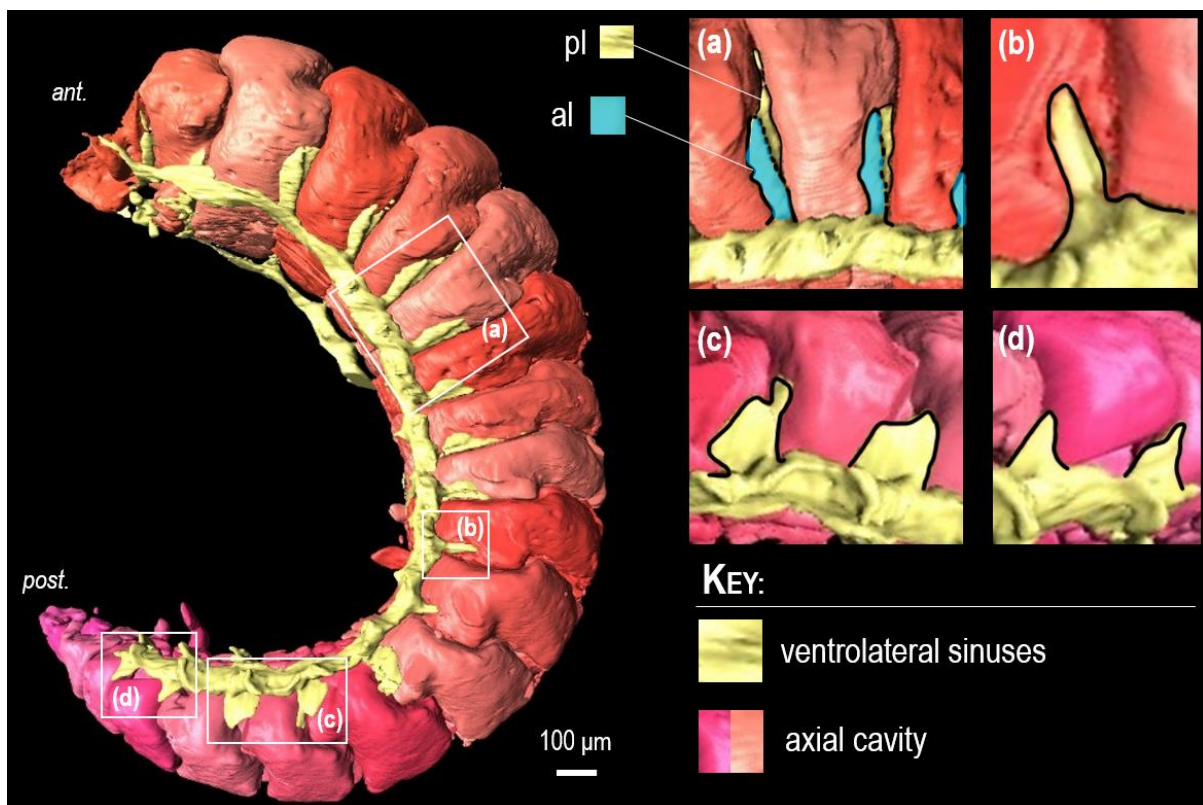 ant.
post.
(a)
(b)
(c)
(d)
100 µm
pl
al
(a)
(b)
(c)
(d)
KEY:
ventrolateral sinuses
axial cavity